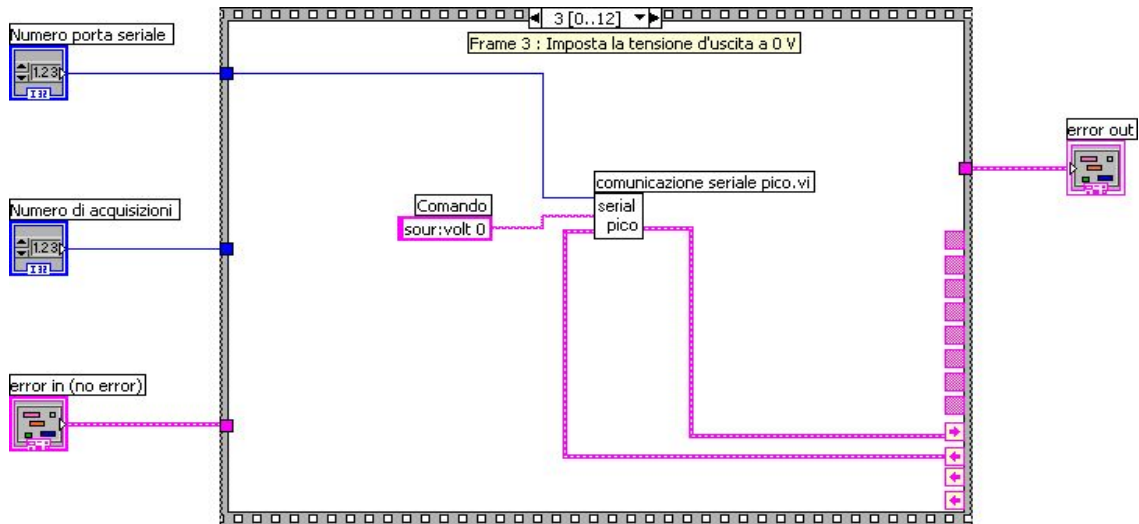 3 [0..12]
Numero porta seriale
Frame 3 : Imposta la tensione d'uscita a 0 V
1.23
I32
error out
comunicazione seriale pico.vi
Comando
serial
sour:volt 0
pico
Numero di acquisizioni
1.23
I32
error in (no error)